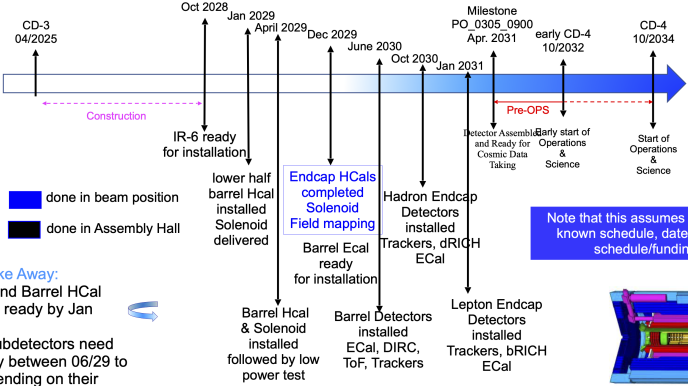 CD-3
04/2025
Oct 2028
Jan 2029
April 2029
Dec 2029
June 2030
Oct 2030
Jan 2031
Milestone
PO_0305_0900
Apr. 2031
early CD-4
10/2032
CD-4
10/2034
Construction
Pre-OPS
IR-6 ready
for installation
lower half
barrel Hcal
installed
Solenoid
delivered
Endcap HCals
completed
Solenoid
Field mapping
Barrel Ecal
ready
for installation
Hadron Endcap
Detectors
installed
Trackers, dRICH
ECal
Detector Assembled
and Ready for
Cosmic Data
Taking
Early start of
Operations
&
Science
Start of
Operations
&
Science
done in beam position
done in Assembly Hall
Note that this assumes
known schedule, date
schedule/fundin
ke Away:
nd Barrel HCal
ready by Jan
ubdetectors need
y between 06/29 to
ending on their
Barrel Hcal
& Solenoid
installed
followed by low
power test
Barrel Detectors
installed
ECal, DIRC,
ToF, Trackers
Lepton Endcap
Detectors
installed
Trackers, bRICH
ECal